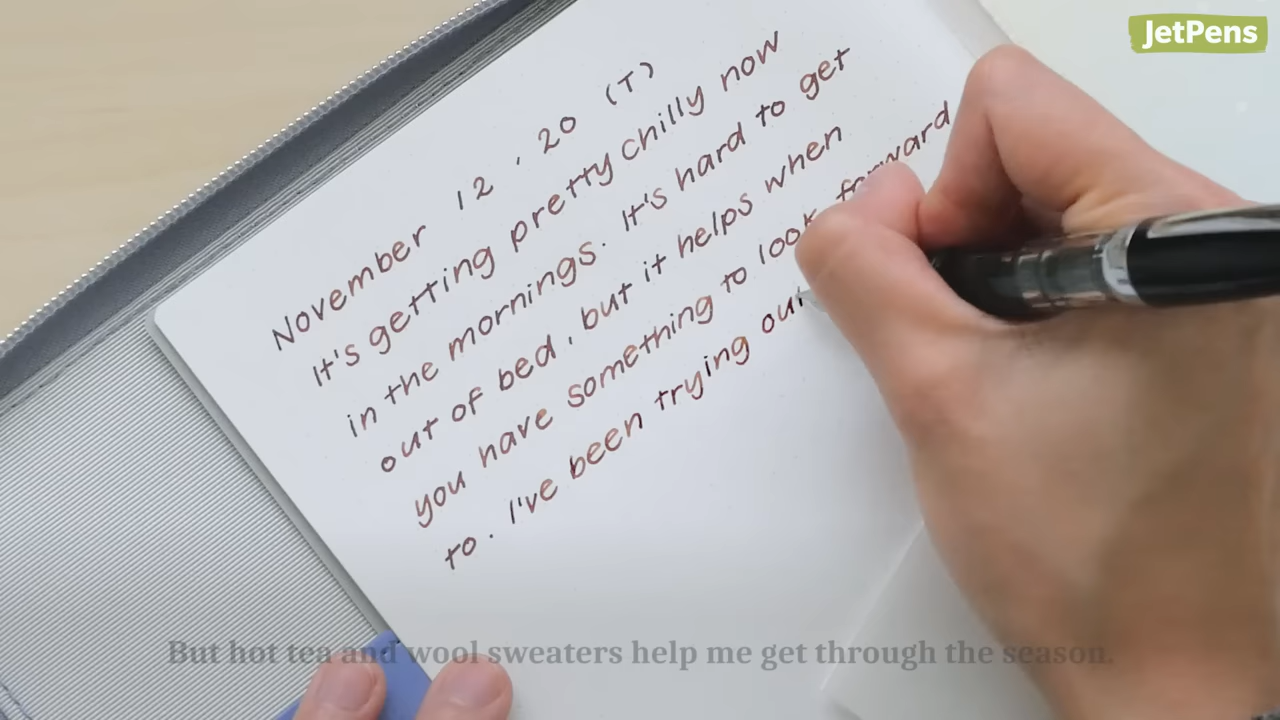 JetPens
November 12, 20 (T)
It's getting pretty chilly now
in the mornings. It's hard to get
out of bed, but it helps when
you have something to look forward
to. I've been trying out
But hot tea and wool sweaters help me get through the season.